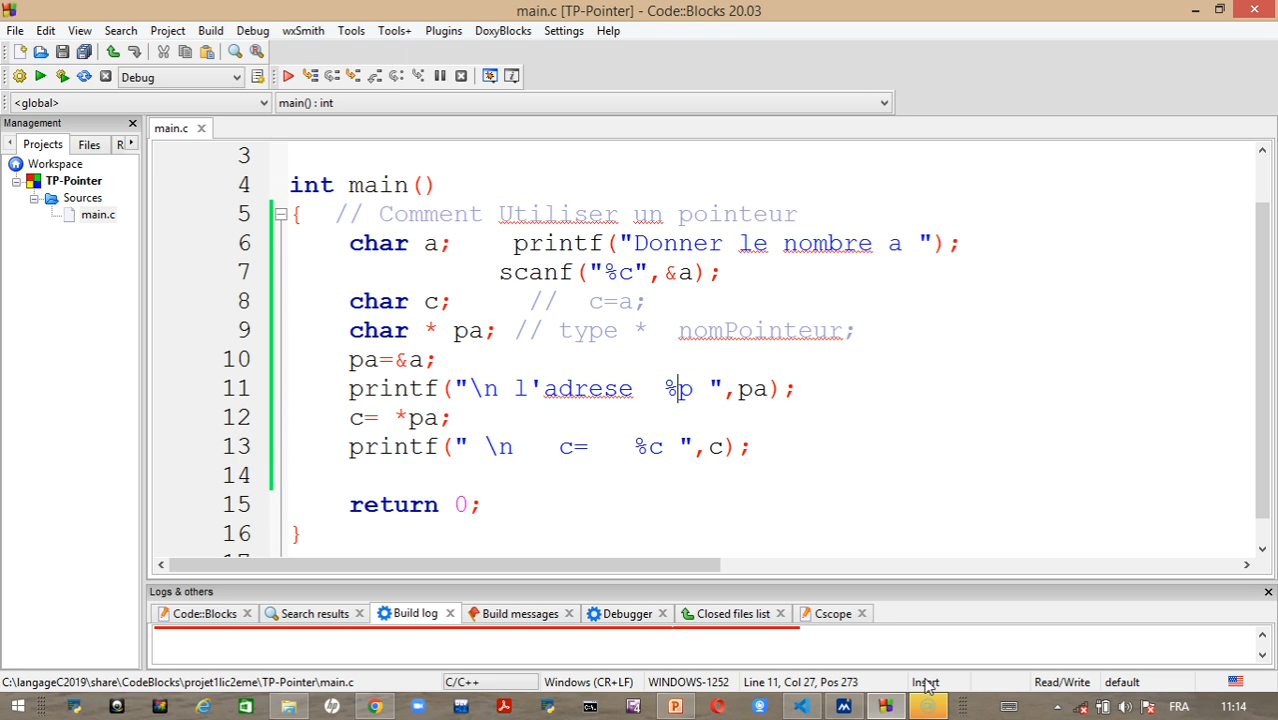 main.c [TP-Pointer] - Code::Blocks 20.03
File Edit View Search Project Build Debug wxSmith Tools Tools+ Plugins DoxyBlocks Settings Help
Debug
<global> main() : int
Management
main.c
Projects Files R
Workspace
TP-Pointer
Sources
main.c
3
4 int main()
5 { // Comment Utiliser un pointeur
6 char a; printf("Donner le nombre a ");
7 scanf("%c",&a);
8 char c; // c=a;
9 char * pa; // type * nomPointeur;
10 pa=&a;
11 printf("\n l'adrese %p ",pa);
12 c= *pa;
13 printf(" \n c= %c ",c);
14
15 return 0;
16 }
17
Logs & others
Code::Blocks Search results Build log Build messages Debugger Closed files list Cscope
C:\langageC2019\share\CodeBlocks\projet1lic2eme\TP-Pointer\main.c C/C++ Windows (CR+LF) WINDOWS-1252 Line 11, Col 27, Pos 273 Insert Read/Write default
FRA 11:14